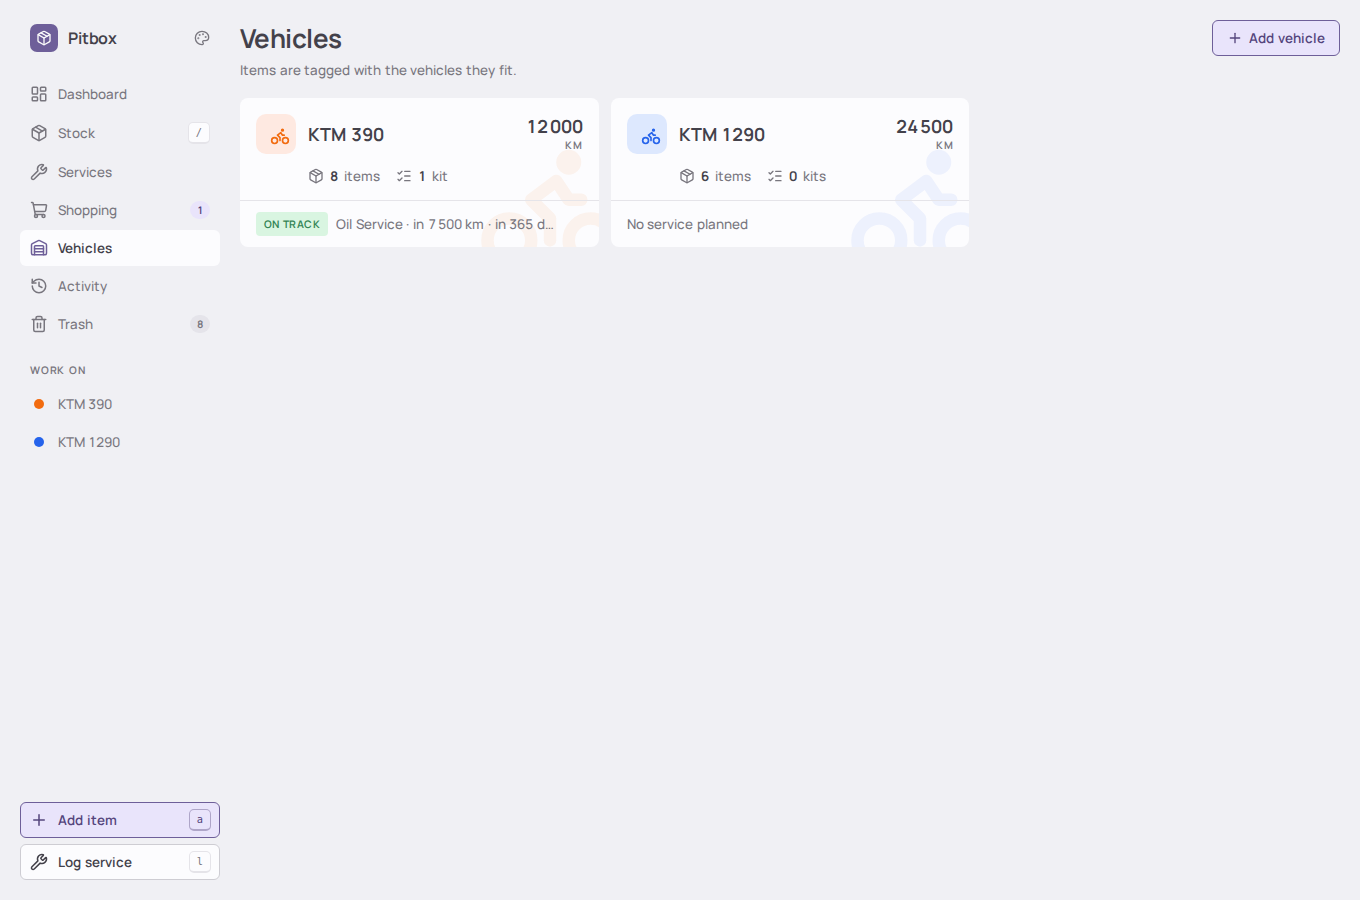 Pitbox
Dashboard
Stock /
Services
Shopping 1
Vehicles
Activity
Trash 8
WORK ON
KTM 390
KTM 1290
Add item a
Log service l
Vehicles
Items are tagged with the vehicles they fit.
Add vehicle
KTM 390
12 000
KM
8 items 1 kit
ON TRACK Oil Service · in 7 500 km · in 365 d...
KTM 1290
24 500
KM
6 items 0 kits
No service planned